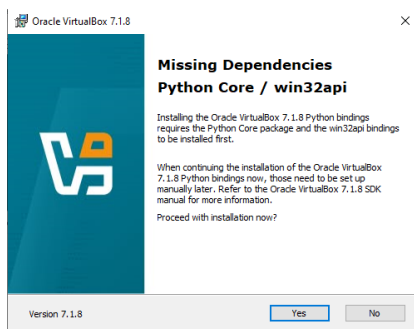 Oracle VirtualBox 7.1.8
Missing Dependencies
Python Core / win32api
Installing the Oracle VirtualBox 7.1.8 Python bindings
requires the Python Core package and the win32api bindings
to be installed first.
When continuing the installation of the Oracle VirtualBox
7.1.8 Python bindings now, those need to be set up
manually later. Refer to the Oracle VirtualBox 7.1.8 SDK
manual for more information.
Proceed with installation now?
Version 7.1.8
Yes
No